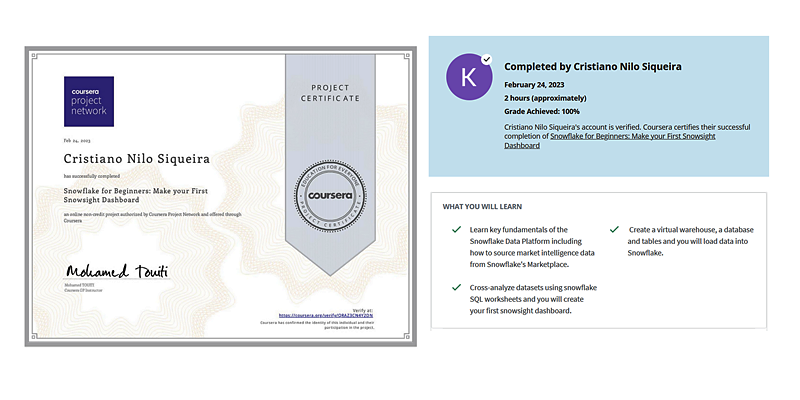 coursera
project
network
PROJECT
CERTIFICATE
Feb 24, 2023
Cristiano Nilo Siqueira
has successfully completed
Snowflake for Beginners: Make your First
Snowsight Dashboard
an online non-credit project authorized by Coursera Project Network and offered through
Coursera
EDUCATION FOR EVERYONE
coursera
PROJECT CERTIFICATE
Mohamed Touiti
Mohamed TOUITI
Verify at:
Coursera has confirmed the identity of this individual and their
participation in the project.
K
Completed by Cristiano Nilo Siqueira
February 24, 2023
2 hours (approximately)
Grade Achieved: 100%
Cristiano Nilo Siqueira's account is verified. Coursera certifies their successful
completion of Snowflake for Beginners: Make your First Snowsight
Dashboard
WHAT YOU WILL LEARN
Learn key fundamentals of the
Snowflake Data Platform including
how to source market intelligence data
from Snowflake's Marketplace.
Cross-analyze datasets using snowflake
SQL worksheets and you will create
your first snowsight dashboard.
Create a virtual warehouse, a database
and tables and you will load data into
Snowflake.